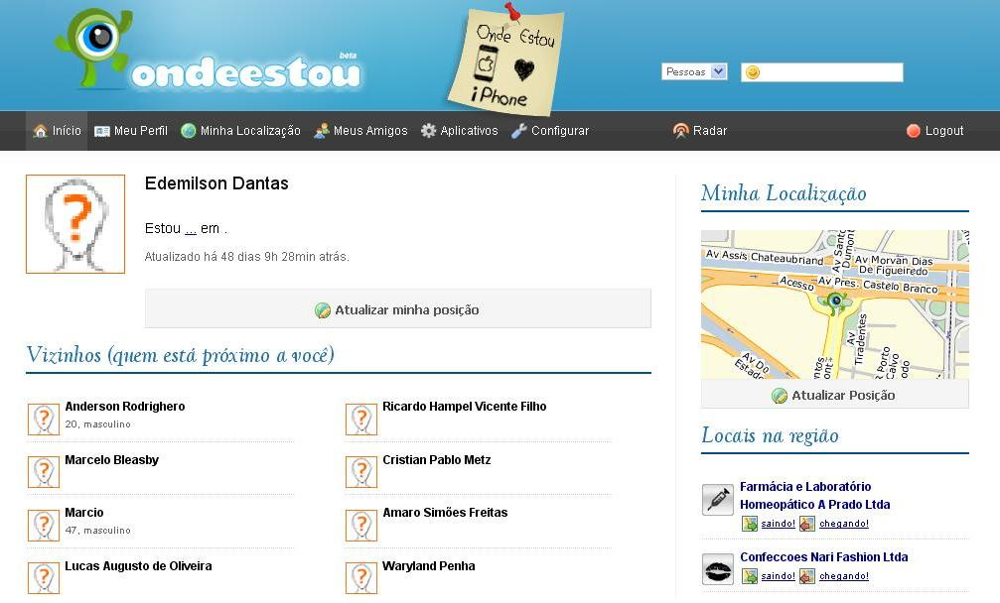 beta
ondeestou
Onde Estou
iPhone
Pessoas
Início
Meu Perfil
Minha Localização
Meus Amigos
Aplicativos
Configurar
Radar
Logout
Edemilson Dantas
Estou ... em .
Atualizado há 48 dias 9h 28min atrás.
Atualizar minha posição
Vizinhos (quem está próximo a você)
Anderson Rodrighero
20, masculino
Ricardo Hampel Vicente Filho
Marcelo Bleasby
Cristian Pablo Metz
Marcio
47, masculino
Amaro Simões Freitas
Lucas Augusto de Oliveira
Waryland Penha
Minha Localização
Av Assis Chateaubriand
Av Santo
Dumont
Av Morvan Dias
De Figueiredo
Acesso
Av Pres. Castelo Branco
Av
Tiradentes
R Porto
Calvo
Av Do
Estado
Atualizar Posição
Locais na região
Farmácia e Laboratório
Homeopático A Prado Ltda
saindo! chegando!
Confeccoes Nari Fashion Ltda
saindo! chegando!